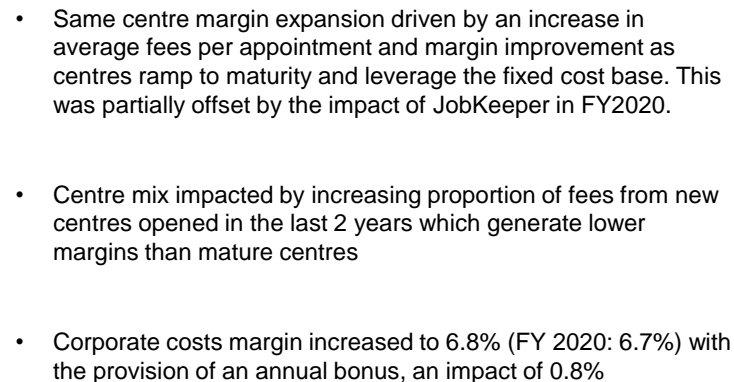 • Same centre margin expansion driven by an increase in
average fees per appointment and margin improvement as
centres ramp to maturity and leverage the fixed cost base. This
was partially offset by the impact of JobKeeper in FY2020.
• Centre mix impacted by increasing proportion of fees from new
centres opened in the last 2 years which generate lower
margins than mature centres
• Corporate costs margin increased to 6.8% (FY 2020: 6.7%) with
the provision of an annual bonus, an impact of 0.8%